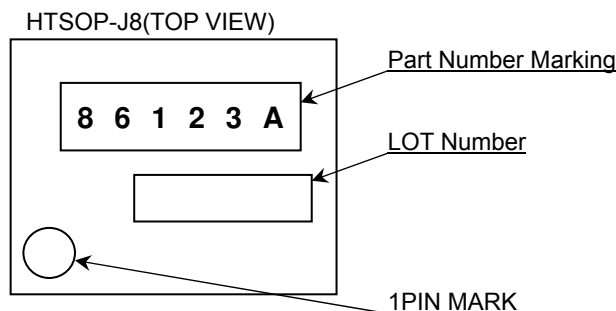 HTSOP-J8(TOP VIEW)
Part Number Marking
8 6 1 2 3 A
LOT Number
1PIN MARK